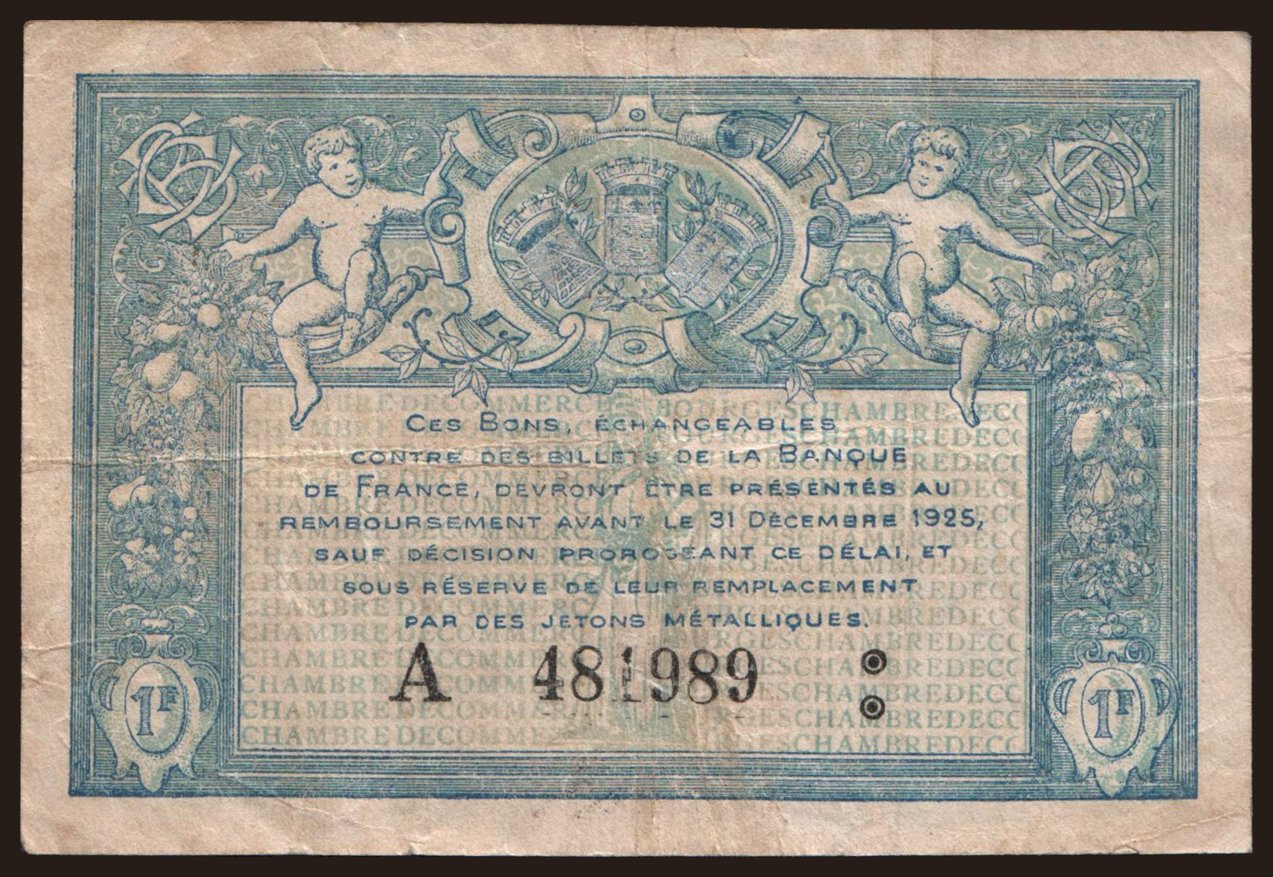 CES BONS, ÉCHANGEABLES
CONTRE DES BILLETS DE LA BANQUE
DE FRANCE, DEVRONT ÊTRE PRÉSENTÉS AU
REMBOURSEMENT AVANT LE 31 DÉCEMBRE 1925,
SAUF DÉCISION PROROGEANT CE DÉLAI, ET
SOUS RÉSERVE DE LEUR REMPLACEMENT
PAR DES JETONS MÉTALLIQUES.
A 481989
1F 1F